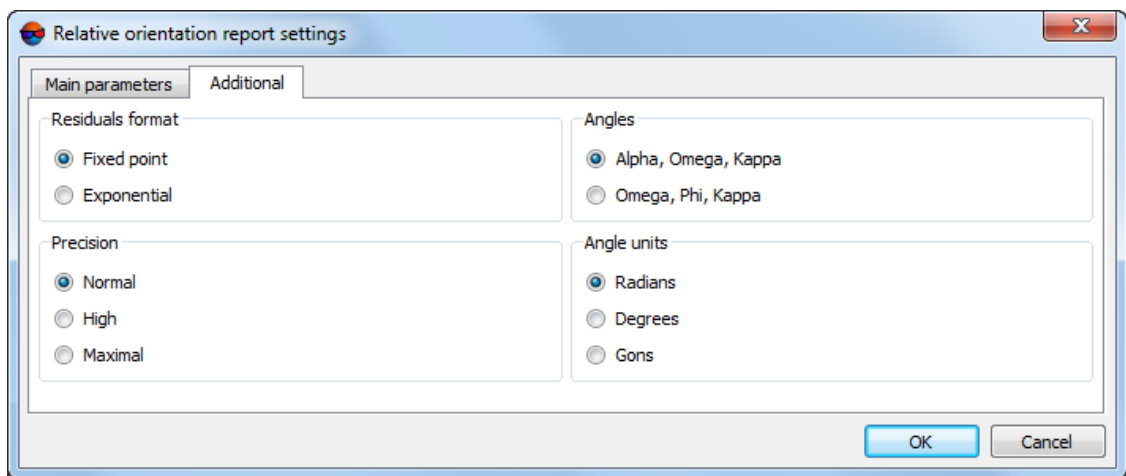 Relative orientation report settings
Main parameters
Additional
Residuals format
Fixed point
Exponential
Angles
Alpha, Omega, Kappa
Omega, Phi, Kappa
Precision
Normal
High
Maximal
Angle units
Radians
Degrees
Gons
OK
Cancel